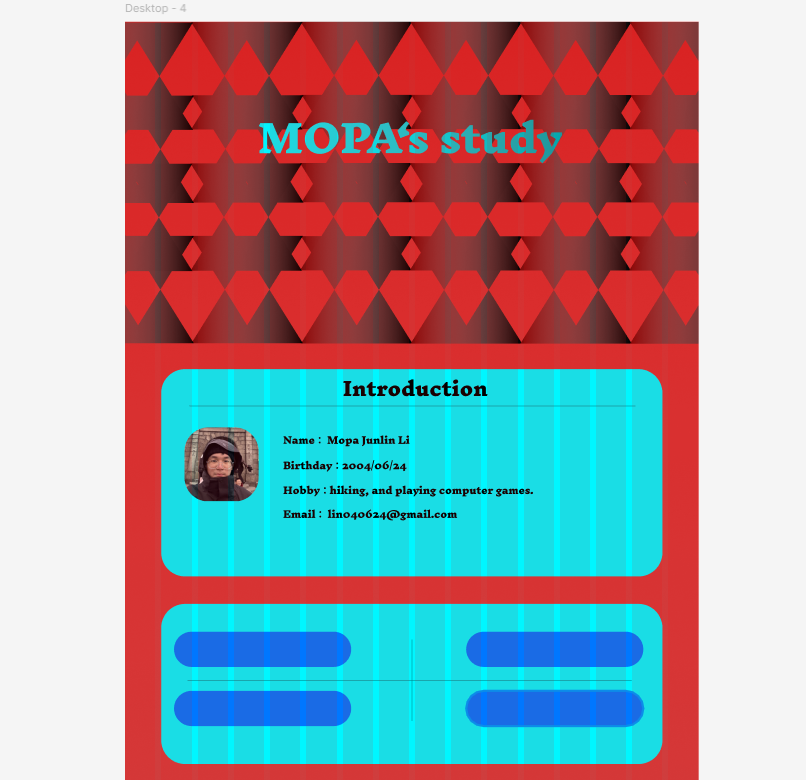 Desktop - 4
MOPA‘s study
Introduction
Name： Mopa Junlin Li
Birthday：2004/06/24
Hobby：hiking, and playing computer games.
Email： lin040624@gmail.com